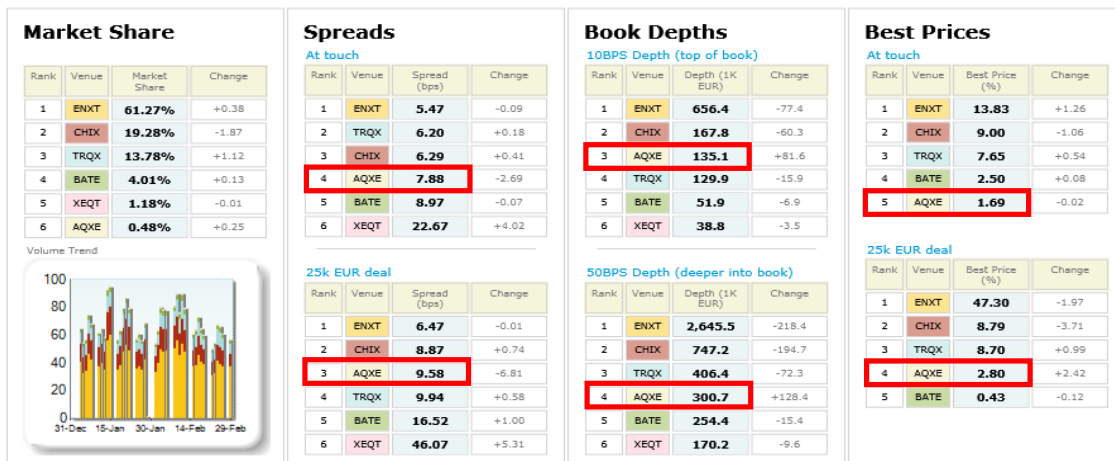 Market Share
Rank Venue Market Share Change
1 ENXT 61.27% +0.38
2 CHIX 19.28% -1.87
3 TRQX 13.78% +1.12
4 BATE 4.01% +0.13
5 XEQT 1.18% -0.01
6 AQXE 0.48% +0.25
Volume Trend
100
80
60
40
20
0
31-Dec 15-Jan 30-Jan 14-Feb 29-Feb
Spreads
At touch
Rank Venue Spread (bps) Change
1 ENXT 5.47 -0.09
2 TRQX 6.20 +0.18
3 CHIX 6.29 +0.41
4 AQXE 7.88 -2.69
5 BATE 8.97 -0.07
6 XEQT 22.67 +4.02
25k EUR deal
Rank Venue Spread (bps) Change
1 ENXT 6.47 -0.01
2 CHIX 8.87 +0.74
3 AQXE 9.58 -6.81
4 TRQX 9.94 +0.58
5 BATE 16.52 +1.00
6 XEQT 46.07 +5.31
Book Depths
10BPS Depth (top of book)
Rank Venue Depth (1K EUR) Change
1 ENXT 656.4 -77.4
2 CHIX 167.8 -60.3
3 AQXE 135.1 +81.6
4 TRQX 129.9 -15.9
5 BATE 51.9 -6.9
6 XEQT 38.8 -3.5
50BPS Depth (deeper into book)
Rank Venue Depth (1K EUR) Change
1 ENXT 2,645.5 -218.4
2 CHIX 747.2 -194.7
3 TRQX 406.4 -72.3
4 AQXE 300.7 +128.4
5 BATE 254.4 -15.4
6 XEQT 170.2 -9.6
Best Prices
At touch
Rank Venue Best Price (%) Change
1 ENXT 13.83 +1.26
2 CHIX 9.00 -1.06
3 TRQX 7.65 +0.54
4 BATE 2.50 +0.08
5 AQXE 1.69 -0.02
25k EUR deal
Rank Venue Best Price (%) Change
1 ENXT 47.30 -1.97
2 CHIX 8.79 -3.71
3 TRQX 8.70 +0.99
4 AQXE 2.80 +2.42
5 BATE 0.43 -0.12